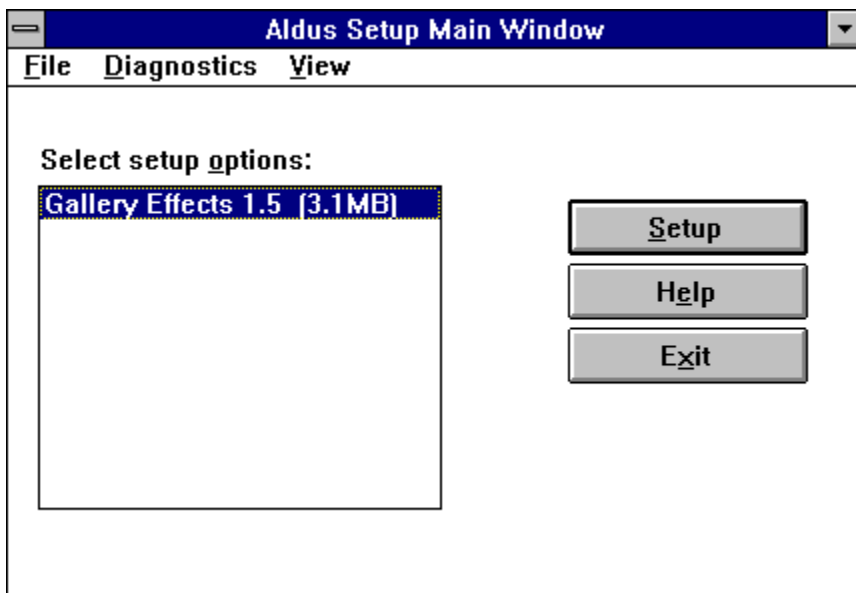 Aldus Setup Main Window
File Diagnostics View
Select setup options:
Gallery Effects 1.5 (3.1MB)
Setup
Help
Exit